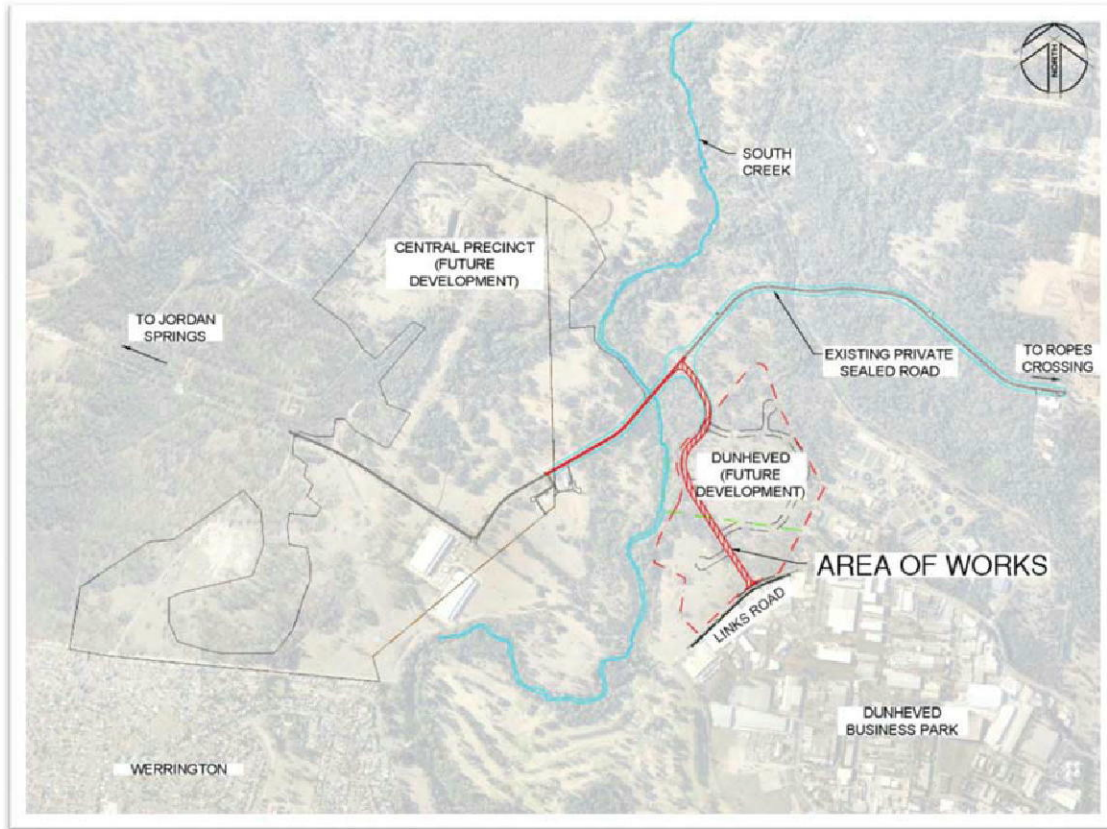 NORTH
SOUTH
CREEK
CENTRAL PRECINCT
(FUTURE
DEVELOPMENT)
TO JORDAN
SPRINGS
EXISTING PRIVATE
SEALED ROAD
TO ROPES
CROSSING
DUNHEVED
(FUTURE
DEVELOPMENT)
AREA OF WORKS
LINKS ROAD
DUNHEVED
BUSINESS PARK
WERRINGTON